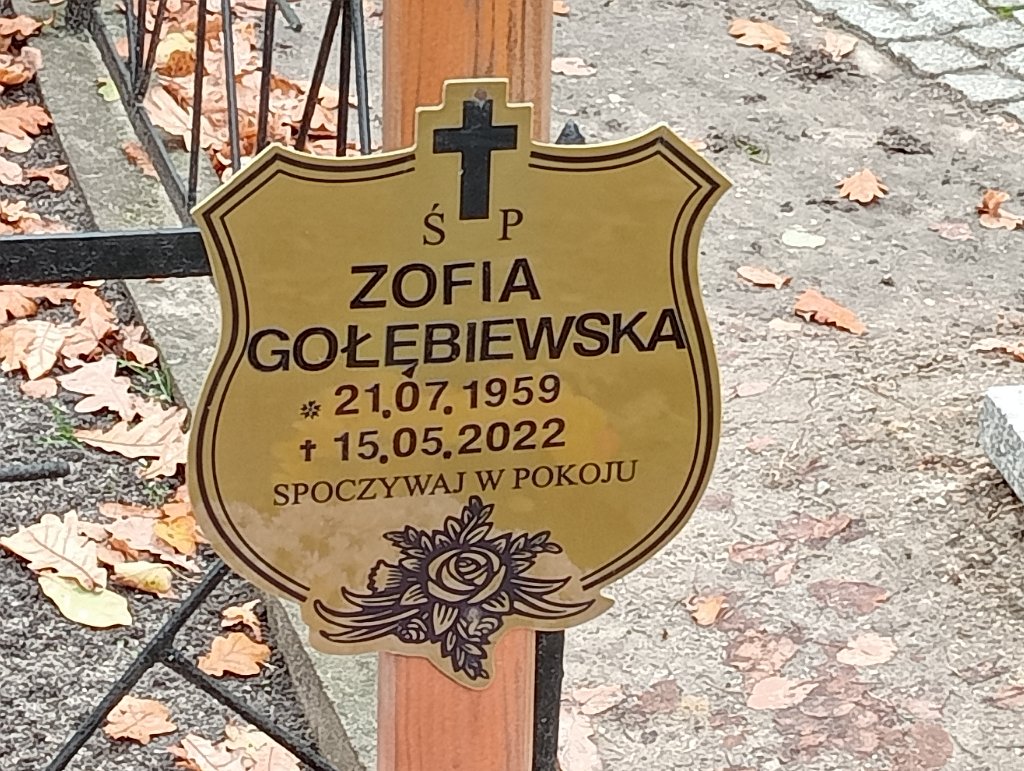 Ś P
ZOFIA
GOŁĘBIEWSKA
* 21.07.1959
† 15.05.2022
SPOCZYWAJ W POKOJU